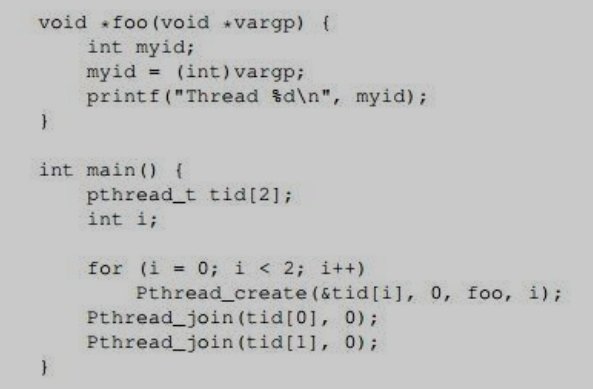 void *foo(void *vargp) {
    int myid;
    myid = (int)vargp;
    printf("Thread %d\n", myid);
}

int main() {
    pthread_t tid[2];
    int i;

    for (i = 0; i < 2; i++)
        Pthread_create(&tid[i], 0, foo, i);
    Pthread_join(tid[0], 0);
    Pthread_join(tid[1], 0);
}